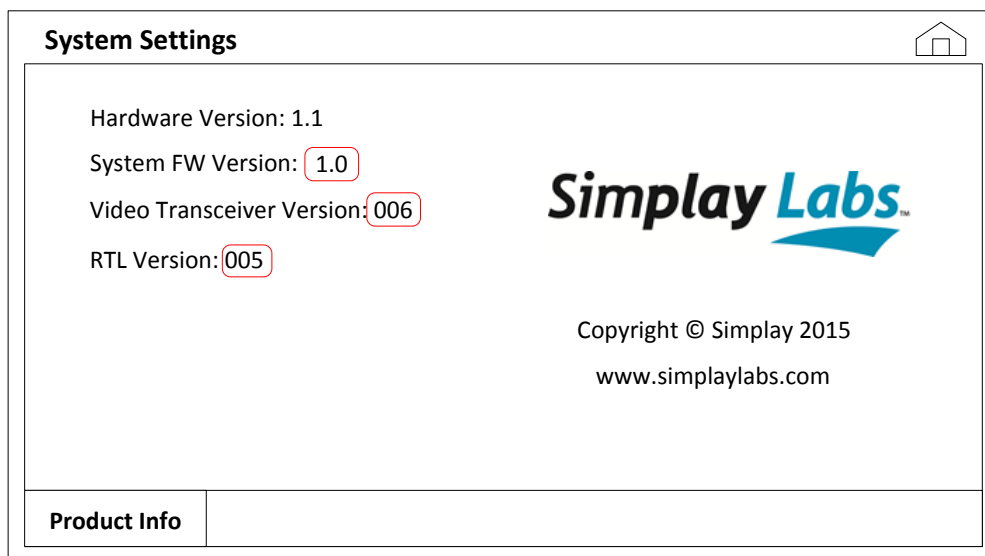 System Settings
Hardware Version: 1.1
System FW Version: 1.0
Video Transceiver Version: 006
RTL Version: 005
Simplay Labs™
Copyright © Simplay 2015
www.simplaylabs.com
Product Info